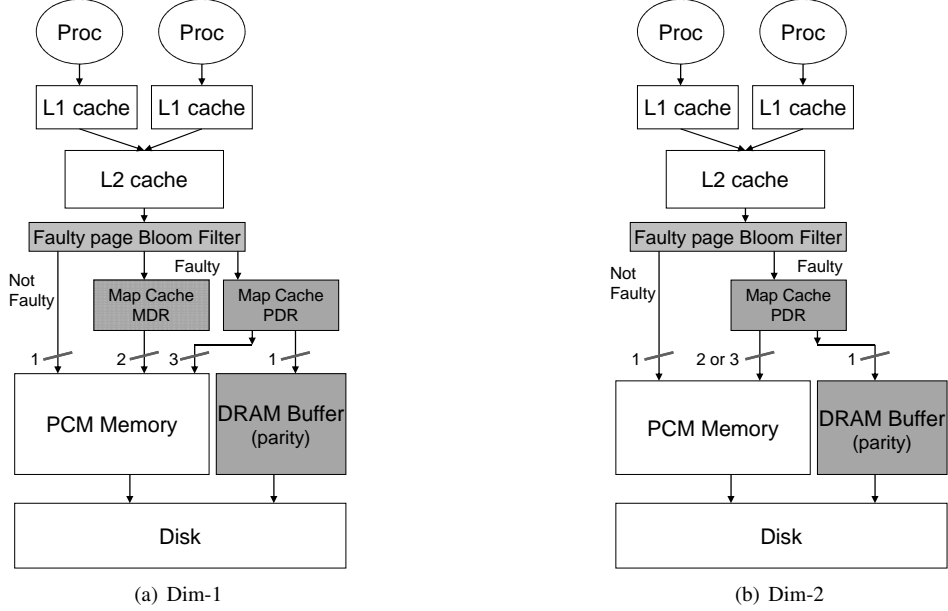 Proc
Proc
L1 cache
L1 cache
L2 cache
Faulty page Bloom Filter
Not
Faulty
Faulty
Map Cache
MDR
Map Cache
PDR
1
2
3
1
PCM Memory
DRAM Buffer
(parity)
Disk
(a) Dim-1
Proc
Proc
L1 cache
L1 cache
L2 cache
Faulty page Bloom Filter
Not
Faulty
Faulty
Map Cache
PDR
1
2 or 3
1
PCM Memory
DRAM Buffer
(parity)
Disk
(b) Dim-2